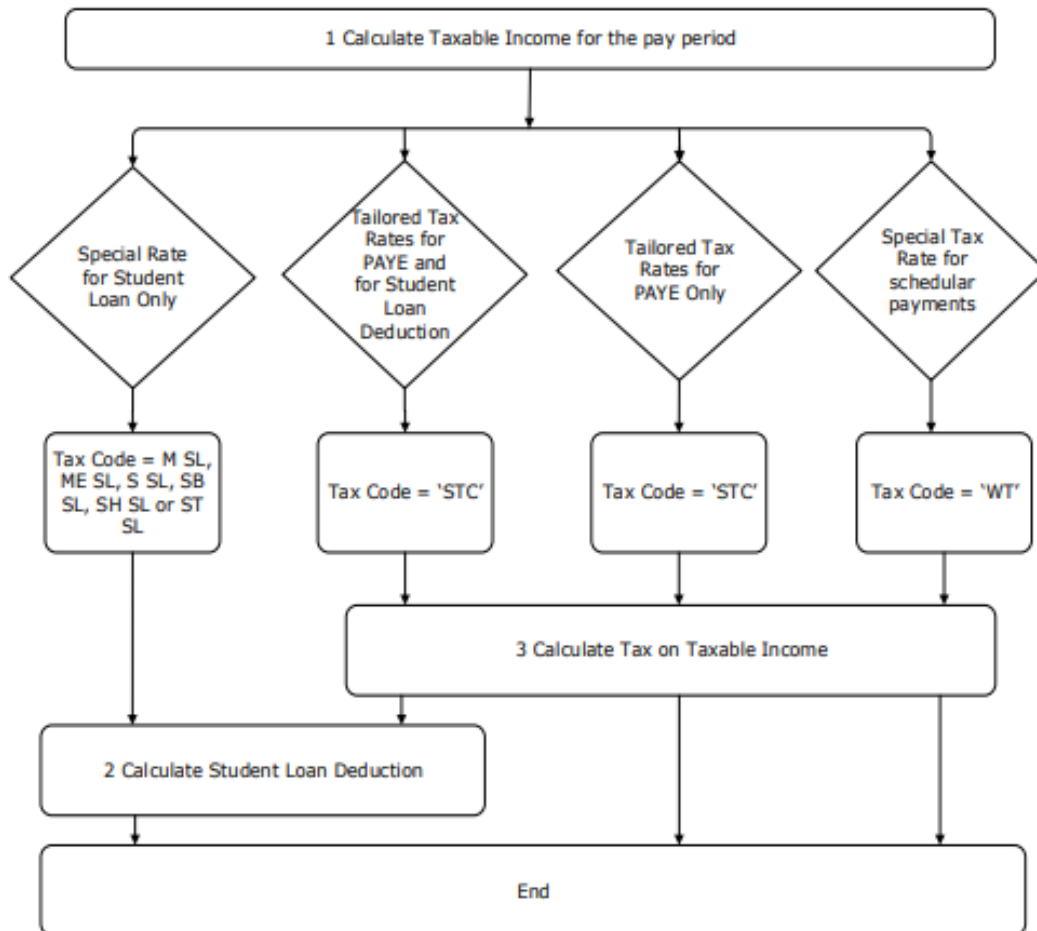 1 Calculate Taxable Income for the pay period
Special Rate
for Student
Loan Only
Tailored Tax
Rates for
PAYE and
for Student
Loan
Deduction
Tailored Tax
Rates for
PAYE Only
Special Tax
Rate for
schedular
payments
Tax Code = M SL,
ME SL, S SL, SB
SL, SH SL or ST
SL
Tax Code = ‘STC’
Tax Code = ‘STC’
Tax Code = ‘WT’
3 Calculate Tax on Taxable Income
2 Calculate Student Loan Deduction
End